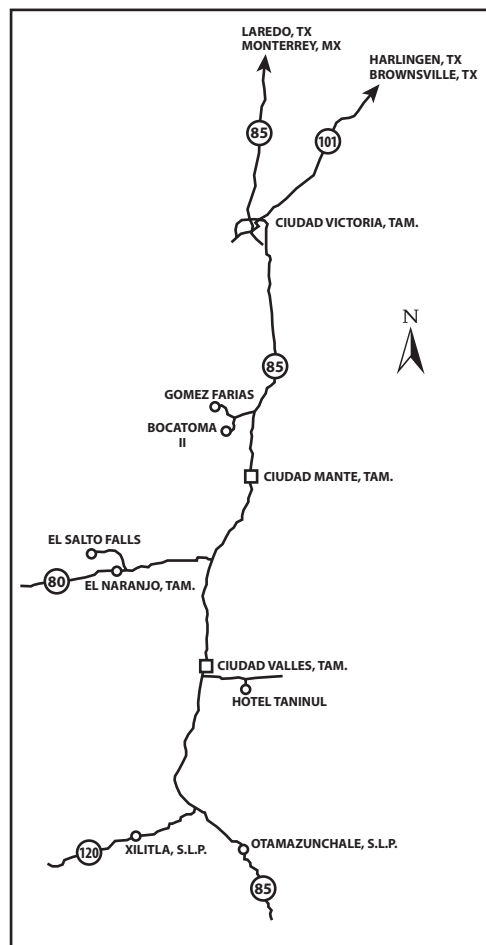 LAREDO, TX
MONTERREY, MX
HARLINGEN, TX
BROWNSVILLE, TX
85
101
CIUDAD VICTORIA, TAM.
N
85
GOMEZ FARIAS
BOCATOMA
II
CIUDAD MANTE, TAM.
EL SALTO FALLS
80
EL NARANJO, TAM.
CIUDAD VALLES, TAM.
HOTEL TANINUL
120
XILITLA, S.L.P.
OTAMAZUNCHALE, S.L.P.
85